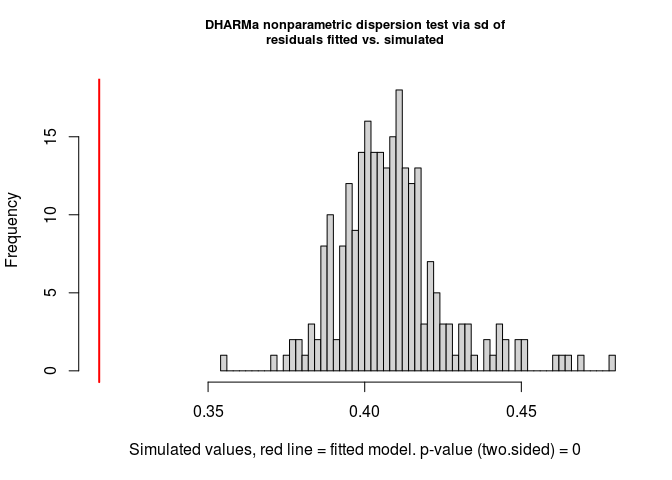 DHARMa nonparametric dispersion test via sd of
residuals fitted vs. simulated
Frequency
15
10
5
0
0.35 0.40 0.45
Simulated values, red line = fitted model. p-value (two.sided) = 0